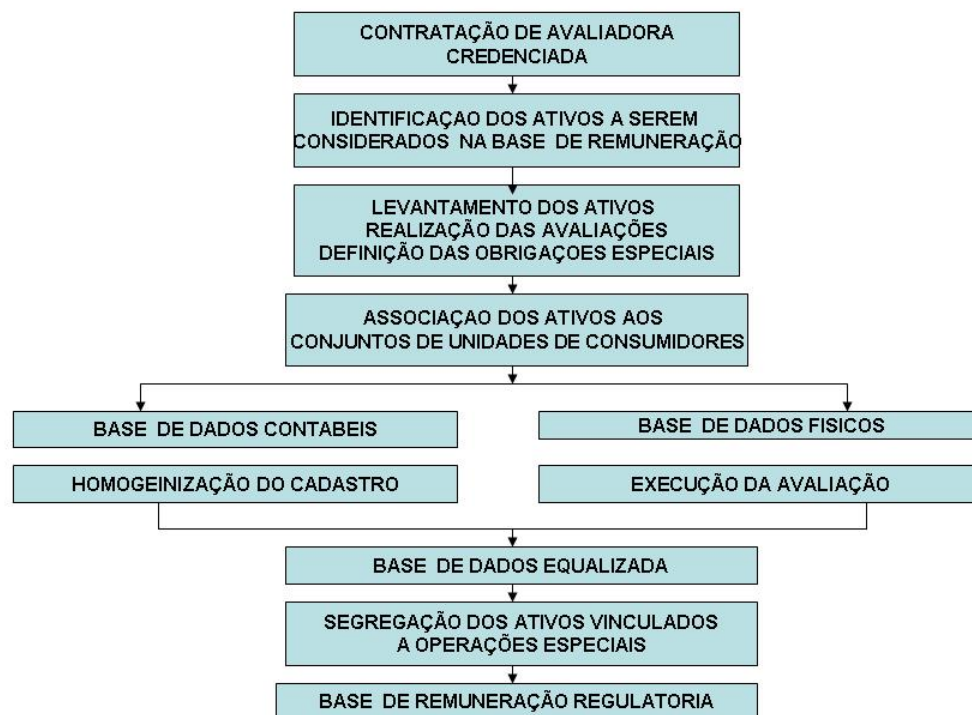 CONTRATAÇÃO DE AVALIADORA
CREDENCIADA
IDENTIFICAÇAO DOS ATIVOS A SEREM
CONSIDERADOS NA BASE DE REMUNERAÇÃO
LEVANTAMENTO DOS ATIVOS
REALIZAÇÃO DAS AVALIAÇÕES
DEFINIÇÃO DAS OBRIGAÇOES ESPECIAIS
ASSOCIAÇAO DOS ATIVOS AOS
CONJUNTOS DE UNIDADES DE CONSUMIDORES
BASE DE DADOS CONTABEIS
BASE DE DADOS FISICOS
HOMOGEINIZAÇÃO DO CADASTRO
EXECUÇÃO DA AVALIAÇÃO
BASE DE DADOS EQUALIZADA
SEGREGAÇÃO DOS ATIVOS VINCULADOS
A OPERAÇÕES ESPECIAIS
BASE DE REMUNERAÇÃO REGULATORIA